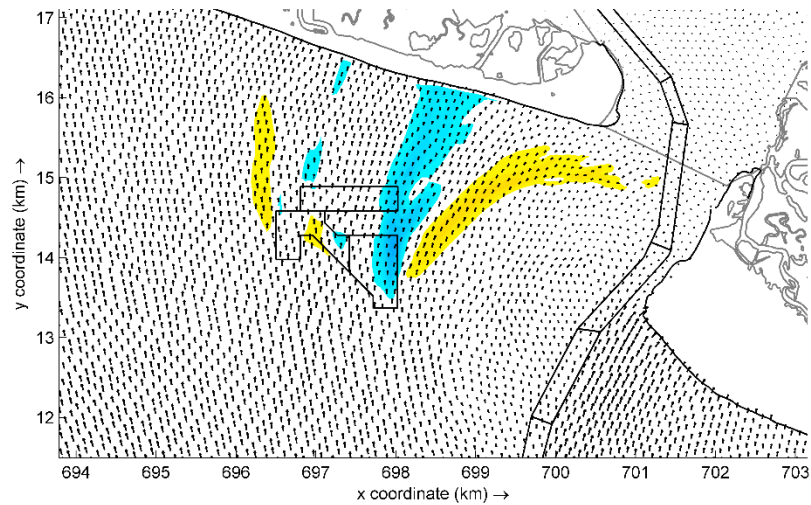 17
16
15
14
13
12
y coordinate (km) →
694 695 696 697 698 699 700 701 702 703
x coordinate (km) →